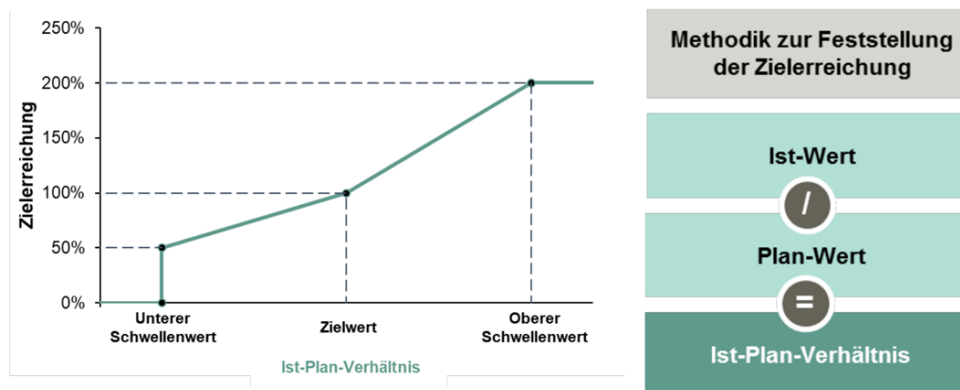 250%
200%
150%
100%
50%
0%
Zielerreichung
Unterer
Schwellenwert
Zielwert
Oberer
Schwellenwert
Ist-Plan-Verhältnis
Methodik zur Feststellung
der Zielerreichung
Ist-Wert
/
Plan-Wert
=
Ist-Plan-Verhältnis